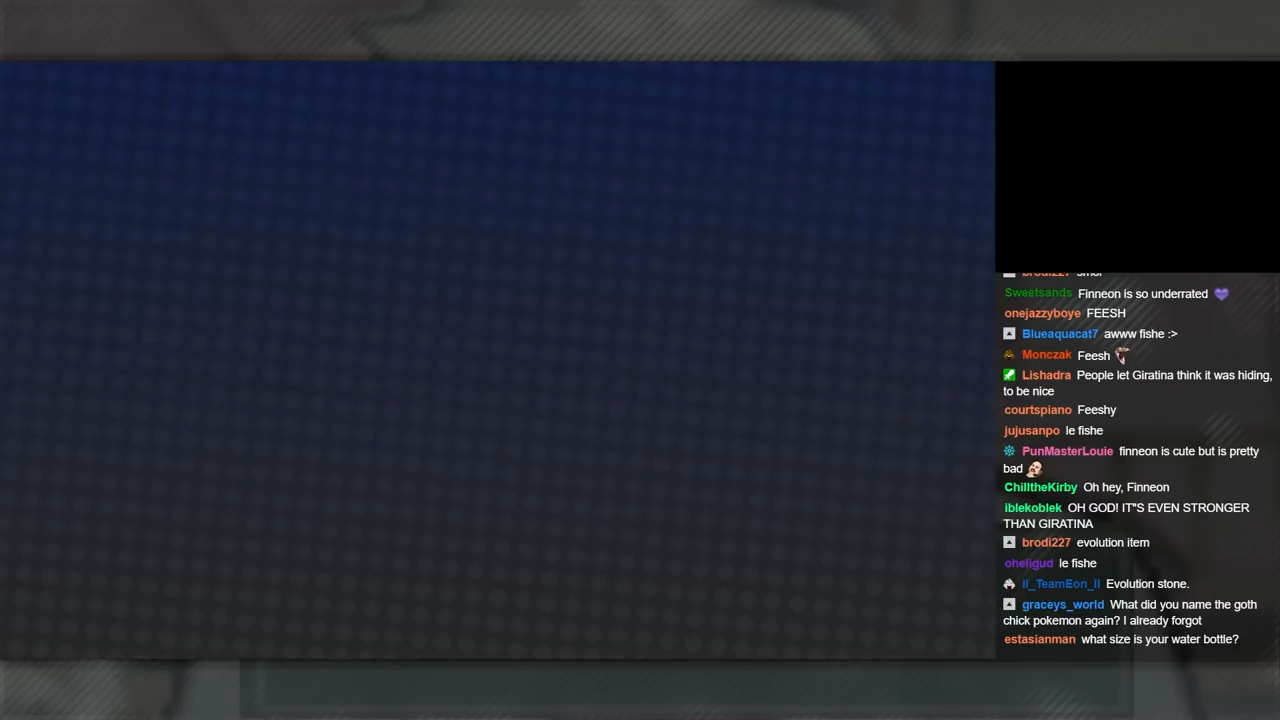 brodi227 smol
Sweetsands Finneon is so underrated
onejazzyboye FEESH
Blueaquacat7 awww fishe :>
Monczak Feesh
Lishadra People let Giratina think it was hiding,
to be nice
courtspiano Feeshy
jujusanpo le fishe
PunMasterLouie finneon is cute but is pretty
bad
ChilltheKirby Oh hey, Finneon
iblekoblek OH GOD! IT"S EVEN STRONGER
THAN GIRATINA
brodi227 evolution item
oheligud le fishe
II_TeamEon_II Evolution stone.
graceys_world What did you name the goth
chick pokemon again? I already forgot
estasianman what size is your water bottle?